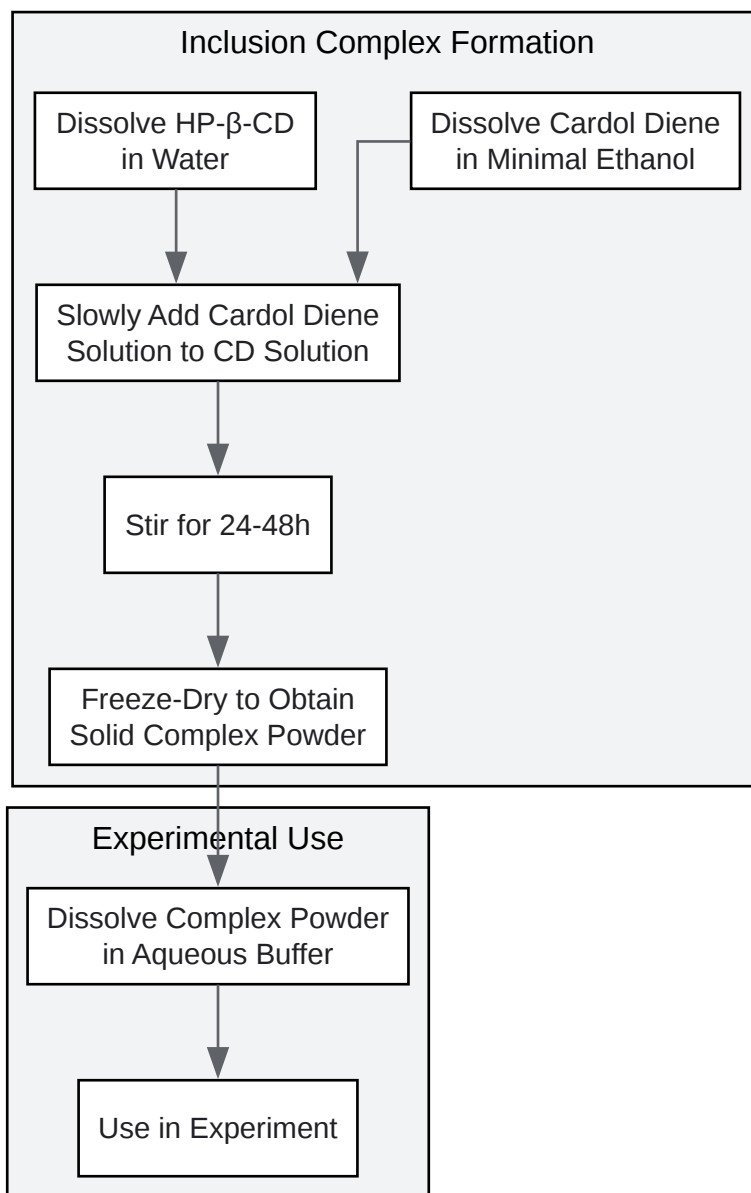 Inclusion Complex Formation
Dissolve HP-β-CD
in Water
Dissolve Cardol Diene
in Minimal Ethanol
Slowly Add Cardol Diene
Solution to CD Solution
Stir for 24-48h
Freeze-Dry to Obtain
Solid Complex Powder
Experimental Use
Dissolve Complex Powder
in Aqueous Buffer
Use in Experiment